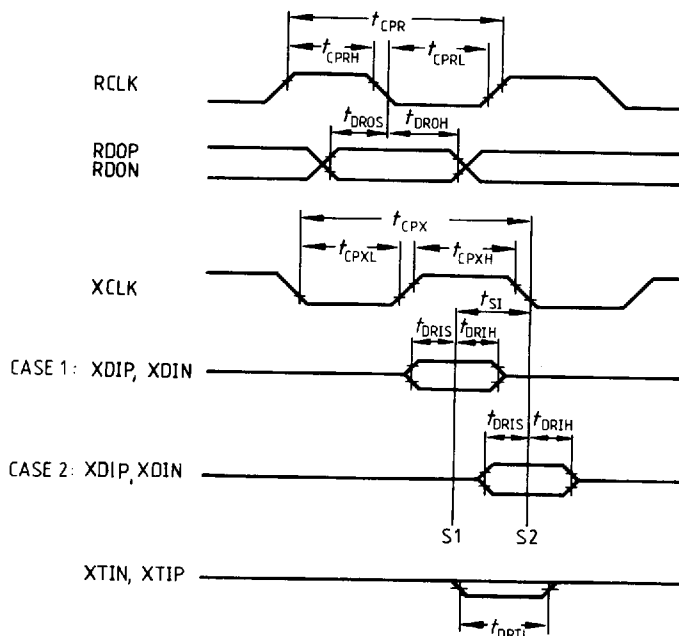 tCPR
tCPRH tCPRL
RCLK
tDROS tDROH
RDOP
RDON
tCPX
tCPXL tCPXH
XCLK
tSI
tDRIS tDRIH
CASE 1: XDIP, XDIN
tDRIS tDRIH
CASE 2: XDIP, XDIN
S1 S2
XTIN, XTIP